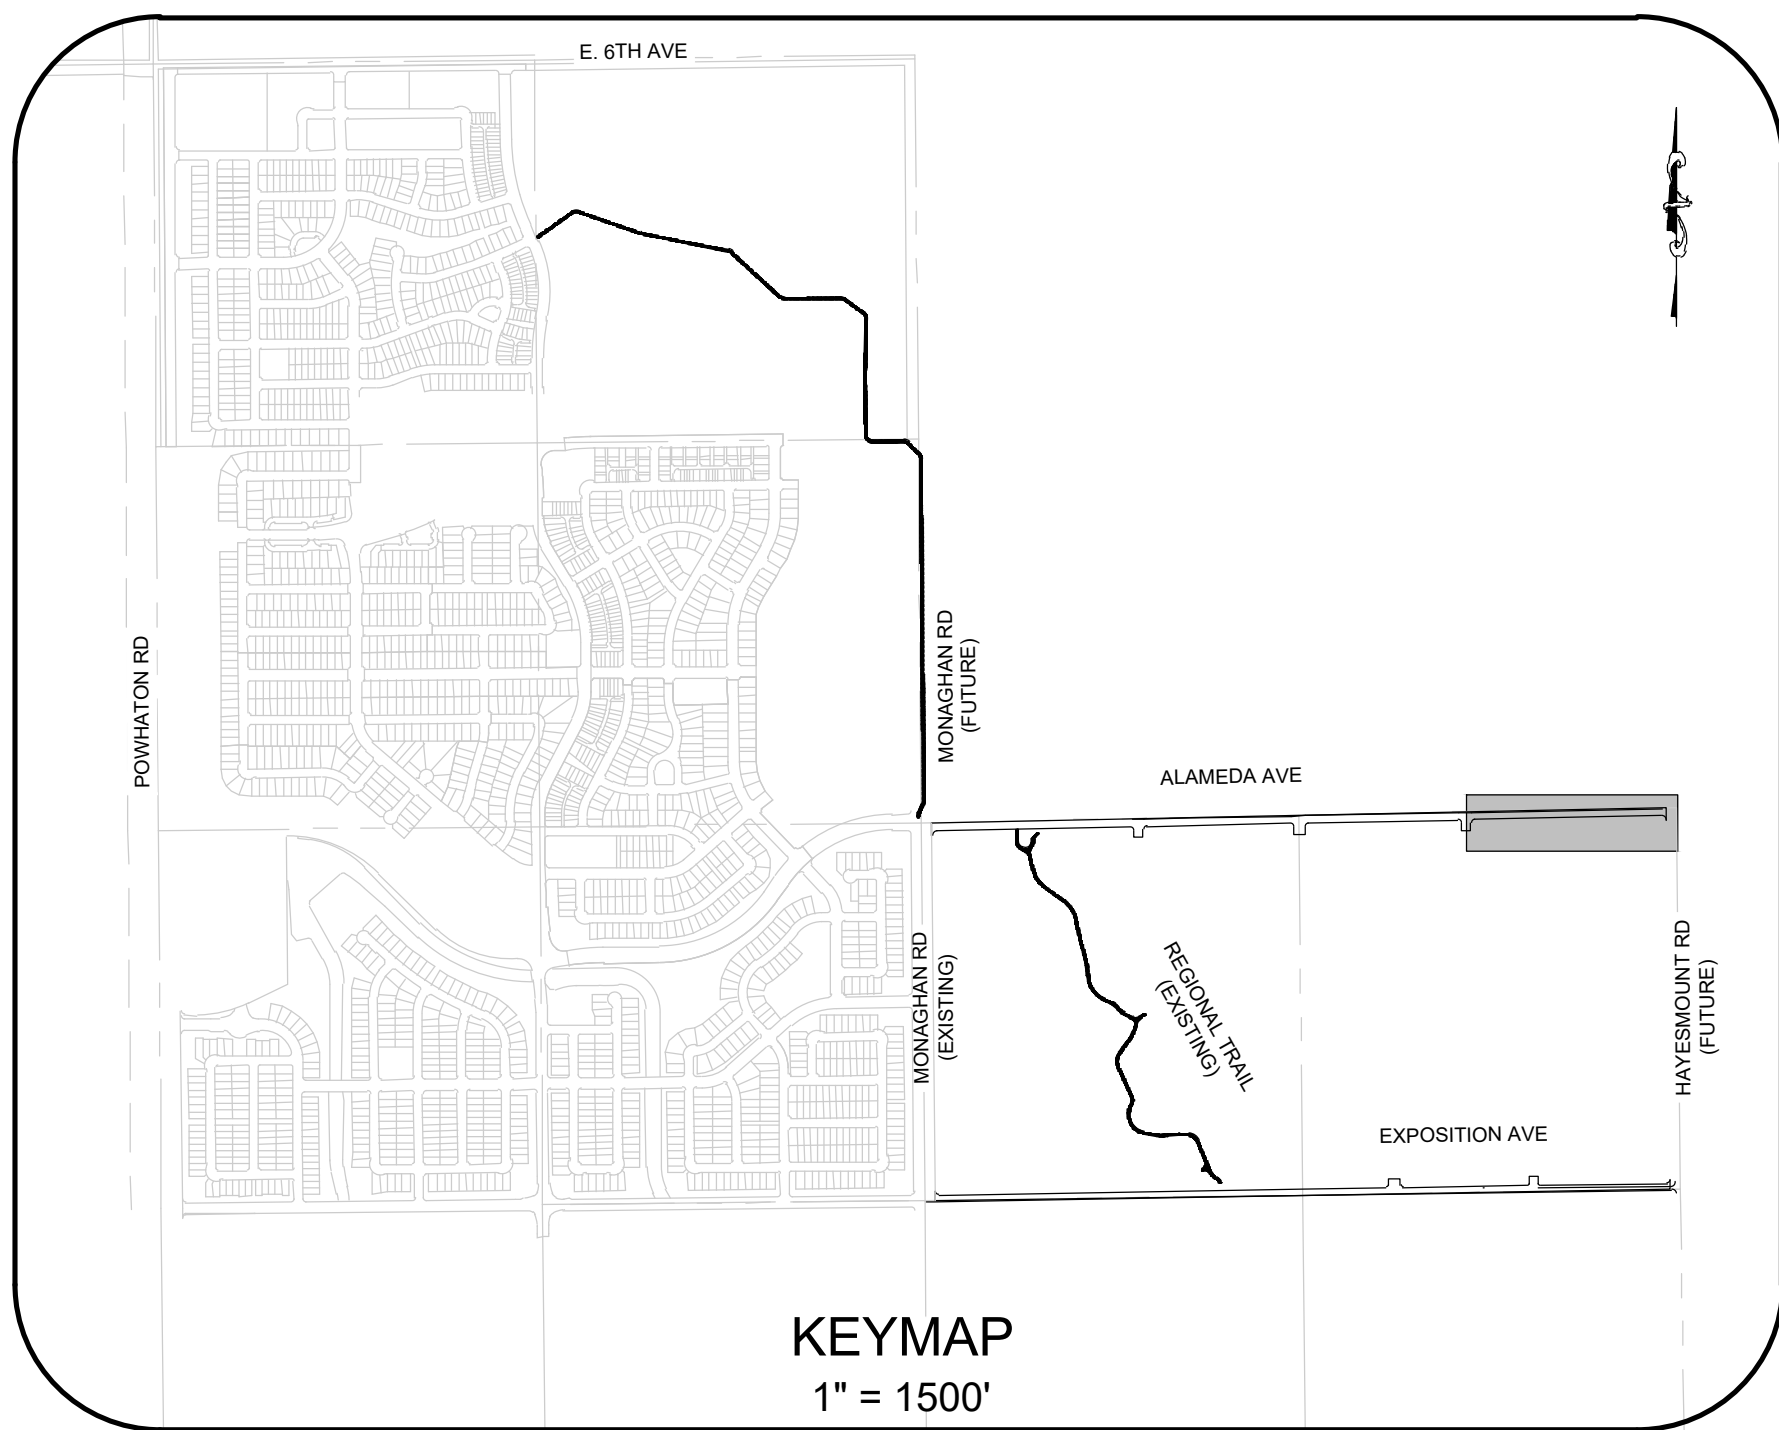 E. 6TH AVE
POWHATON RD
MONAGHAN RD
(FUTURE)
ALAMEDA AVE
MONAGHAN RD
(EXISTING)
REGIONAL TRAIL
(EXISTING)
HAYESMOUNT RD
(FUTURE)
EXPOSITION AVE
KEYMAP
1" = 1500'